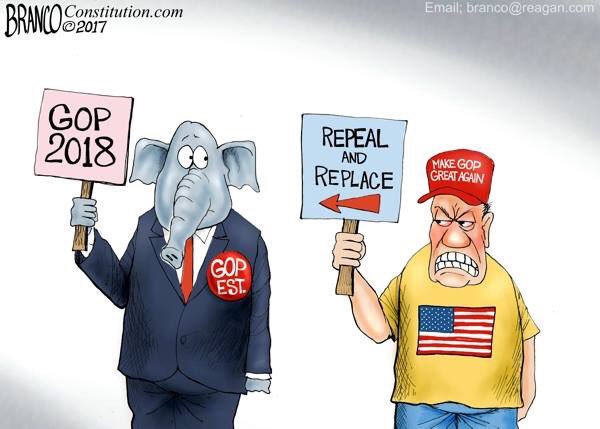 BRANCO Constitution.com
©2017
Email; branco@reagan.com
GOP
2018
GOP
EST.
REPEAL
AND
REPLACE
MAKE GOP
GREAT AGAIN